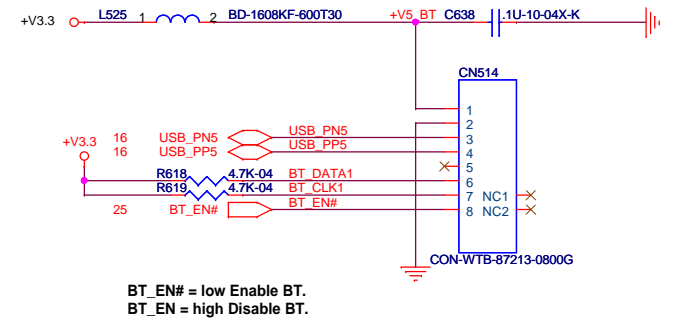 +V3.3 L525 1 2 BD-1608KF-600T30 +V5_BT C638 .1U-10-04X-K
CN514
1
2
+V3.3 16 USB_PN5 USB_PN5 3
16 USB_PP5 USB_PP5 4
5
R618 4.7K-04 BT_DATA1 6
R619 4.7K-04 BT_CLK1 7 NC1
25 BT_EN# BT_EN# 8 NC2
CON-WTB-87213-0800G
BT_EN# = low Enable BT.
BT_EN = high Disable BT.